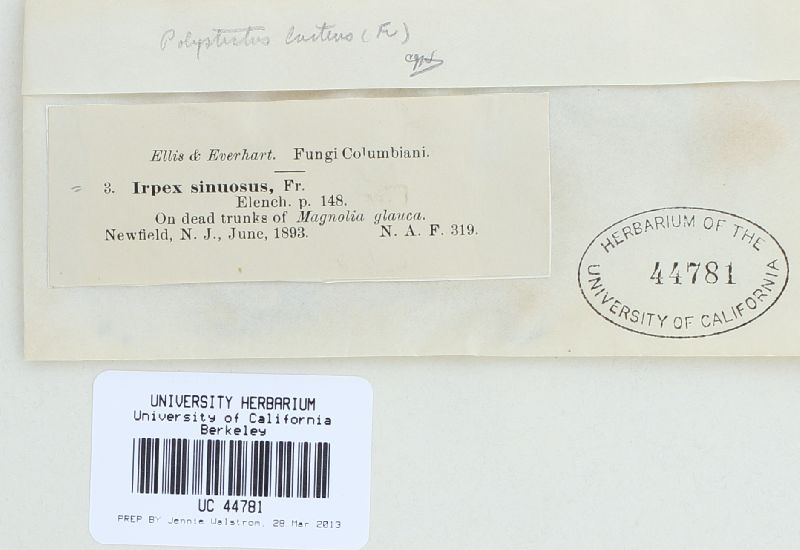 (Fr)
Ellis & Everhart. Fungi Columbiani.
= 3. Irpex sinuosus, Fr.
Elench. p. 148.
On dead trunks of Magnolia glauca.
Newfield, N. J., June, 1893. N. A. F. 319.
HERBARIUM OF THE
44781
UNIVERSITY OF CALIFORNIA
UNIVERSITY HERBARIUM
University of California
Berkeley
UC 44781
PREP BY Jennie Walstrom, 28 Mar 2013